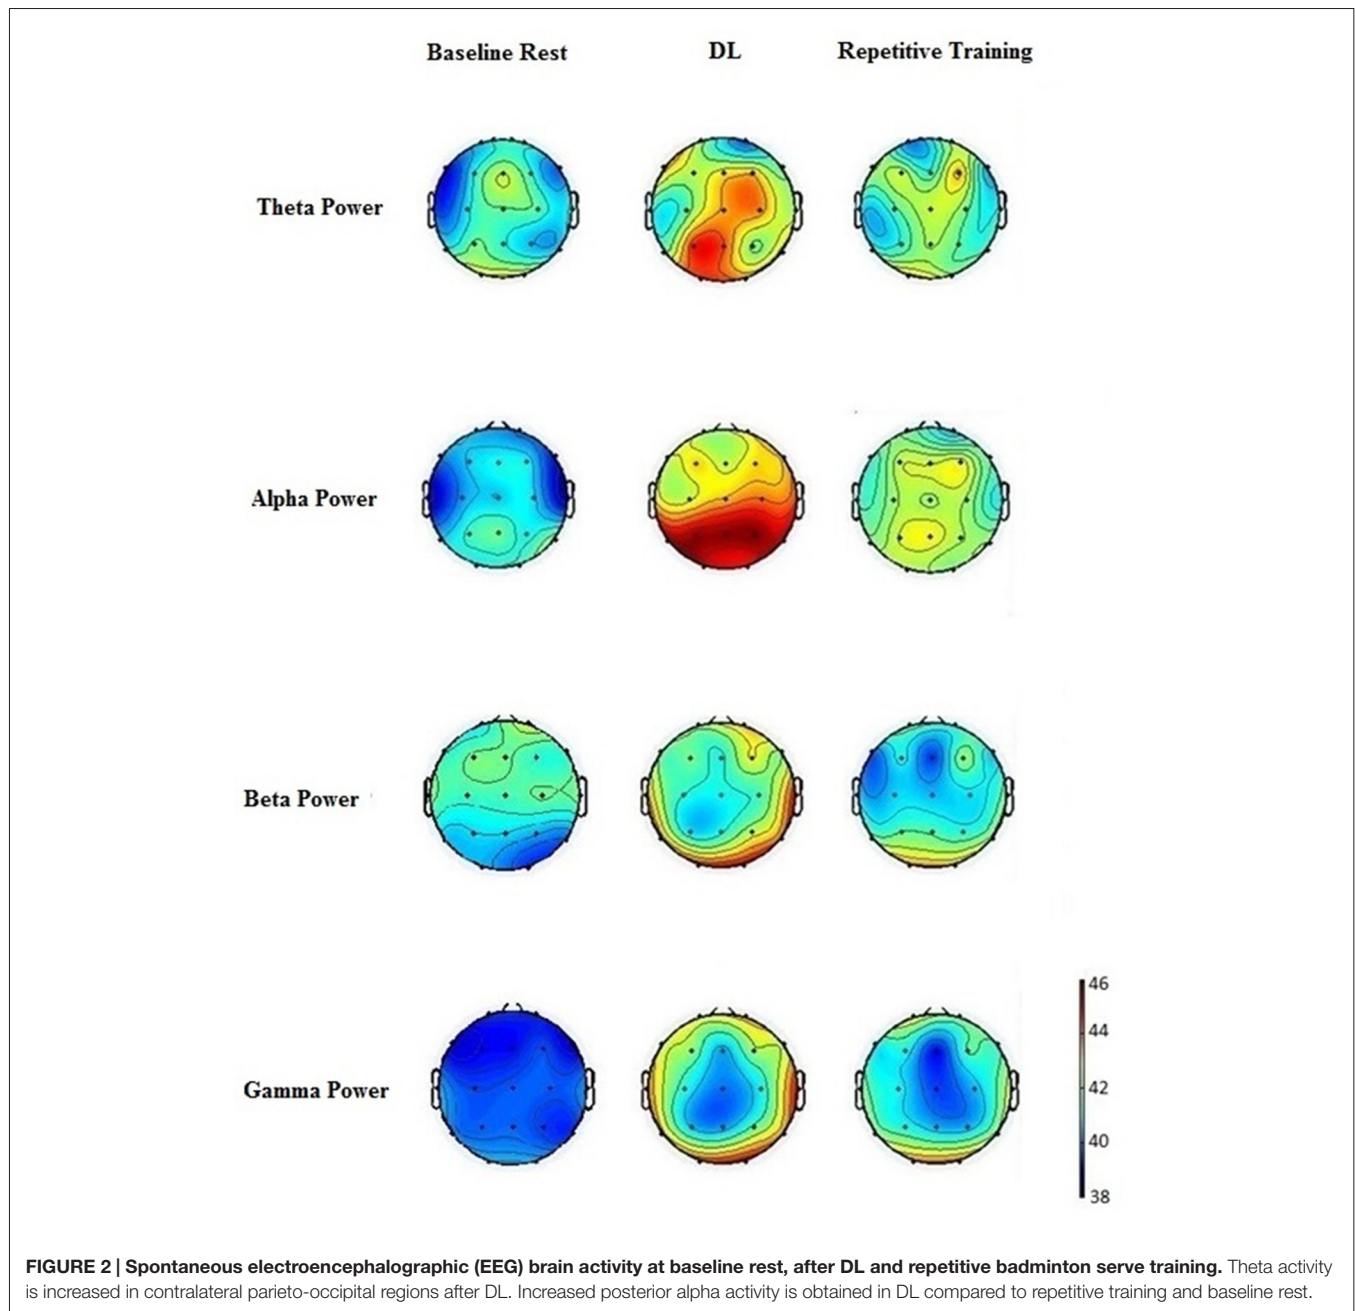 Baseline Rest DL Repetitive Training
Theta Power
Alpha Power
Beta Power
46
44
42
Gamma Power
40
38
FIGURE 2 | Spontaneous electroencephalographic (EEG) brain activity at baseline rest, after DL and repetitive badminton serve training. Theta activity
is increased in contralateral parieto-occipital regions after DL. Increased posterior alpha activity is obtained in DL compared to repetitive training and baseline rest.